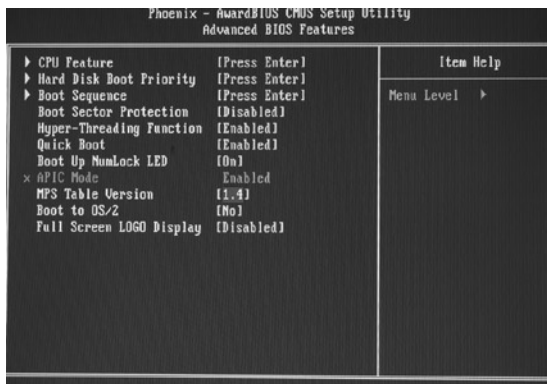 Phoenix - AwardBIOS CMOS Setup Utility
Advanced BIOS Features
CPU Feature [Press Enter]
Hard Disk Boot Priority [Press Enter]
Boot Sequence [Press Enter]
Boot Sector Protection [Disabled]
Hyper-Threading Function [Enabled]
Quick Boot [Enabled]
Boot Up NumLock LED [On]
x APIC Mode Enabled
MPS Table Version [1.4]
Boot to OS/2 [No]
Full Screen LOGO Display [Disabled]
Item Help
Menu Level